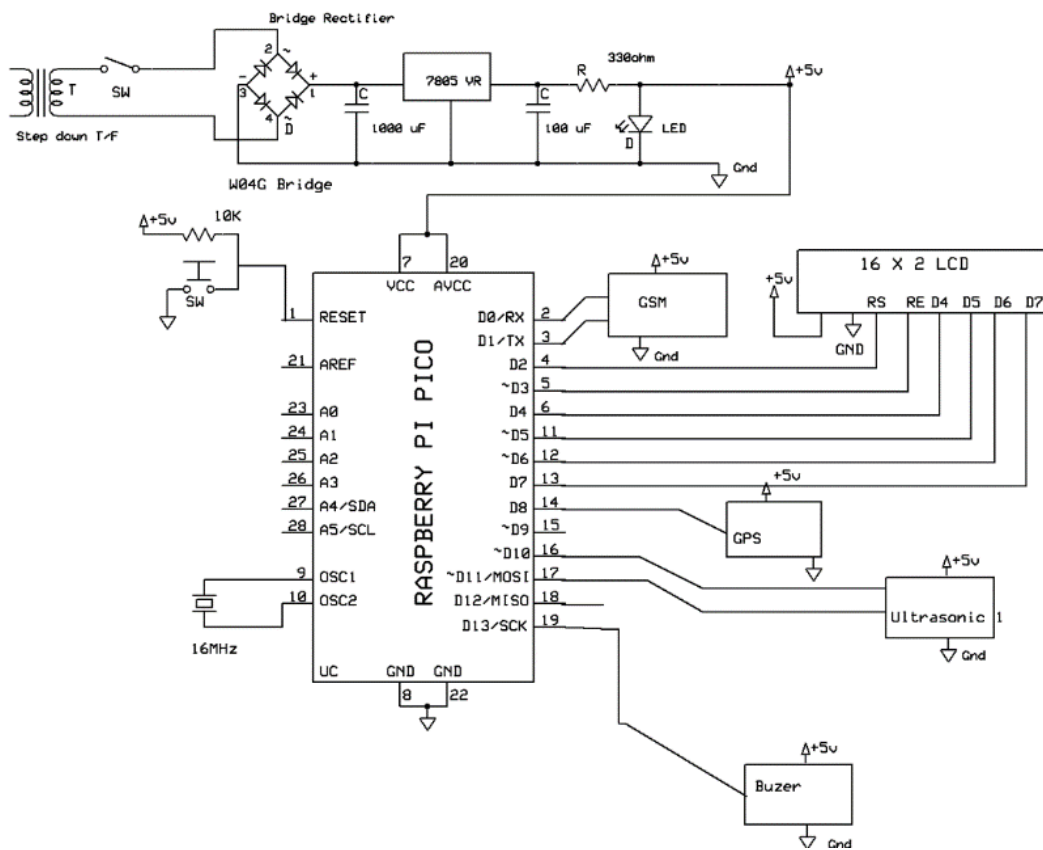 Bridge Rectifier
330ohm
2
~
R
+5v
-
+
T
SW
3
1
C
7805 VR
C
4
~
D
1000 uF
100 uF
D
LED
Step down T/F
Gnd
W04G Bridge
+5v
10K
SW
7
20
VCC
AVCC
1
RESET
21
AREF
23
A0
24
A1
25
A2
26
A3
27
A4/SDA
28
A5/SCL
9
OSC1
10
OSC2
16MHz
UC
GND
GND
8
22
RASPBERRY PI PICO
D0/RX
2
D1/TX
3
D2
4
~D3
5
D4
6
~D5
11
~D6
12
D7
13
D8
14
~D9
15
~D10
16
~D11/MOSI
17
D12/MISO
18
D13/SCK
19
+5v
GSM
Gnd
16 X 2 LCD
+5v
GND
RS
RE
D4
D5
D6
D7
+5v
GPS
+5v
Ultrasonic 1
Gnd
+5v
Buzer
Gnd